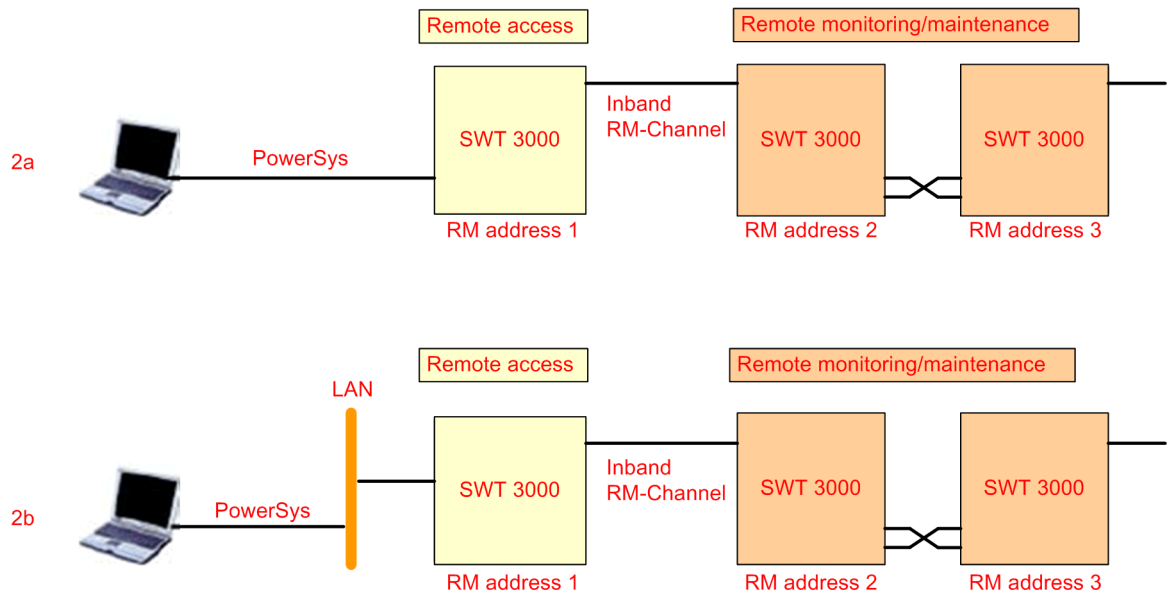 Remote access
Remote monitoring/maintenance
2a
PowerSys
SWT 3000
Inband
RM-Channel
SWT 3000
SWT 3000
RM address 1
RM address 2
RM address 3
Remote access
Remote monitoring/maintenance
LAN
2b
PowerSys
SWT 3000
Inband
RM-Channel
SWT 3000
SWT 3000
RM address 1
RM address 2
RM address 3